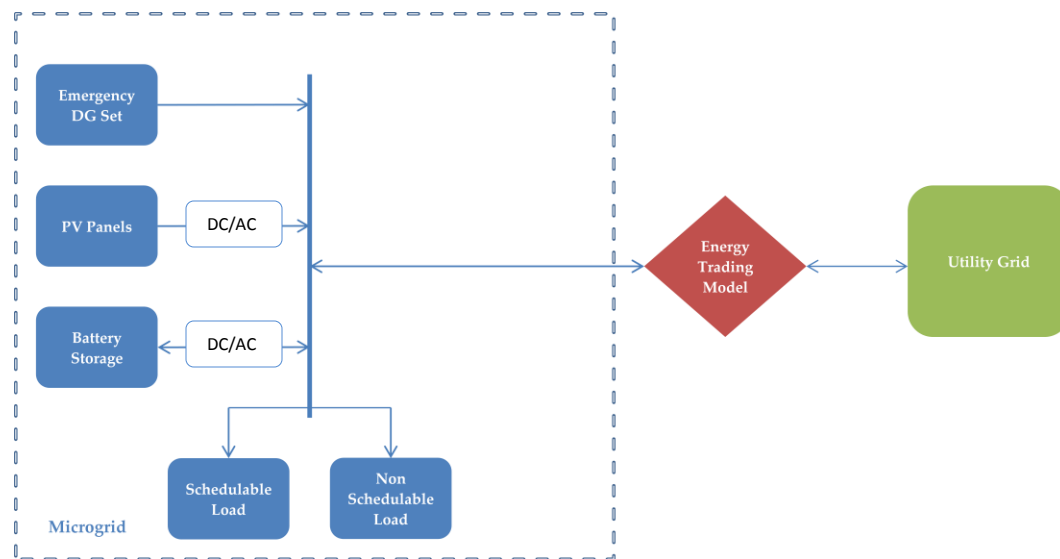 Emergency
DG Set
PV Panels
DC/AC
Battery
Storage
DC/AC
Schedulable
Load
Non
Schedulable
Load
Microgrid
Energy
Trading
Model
Utility Grid